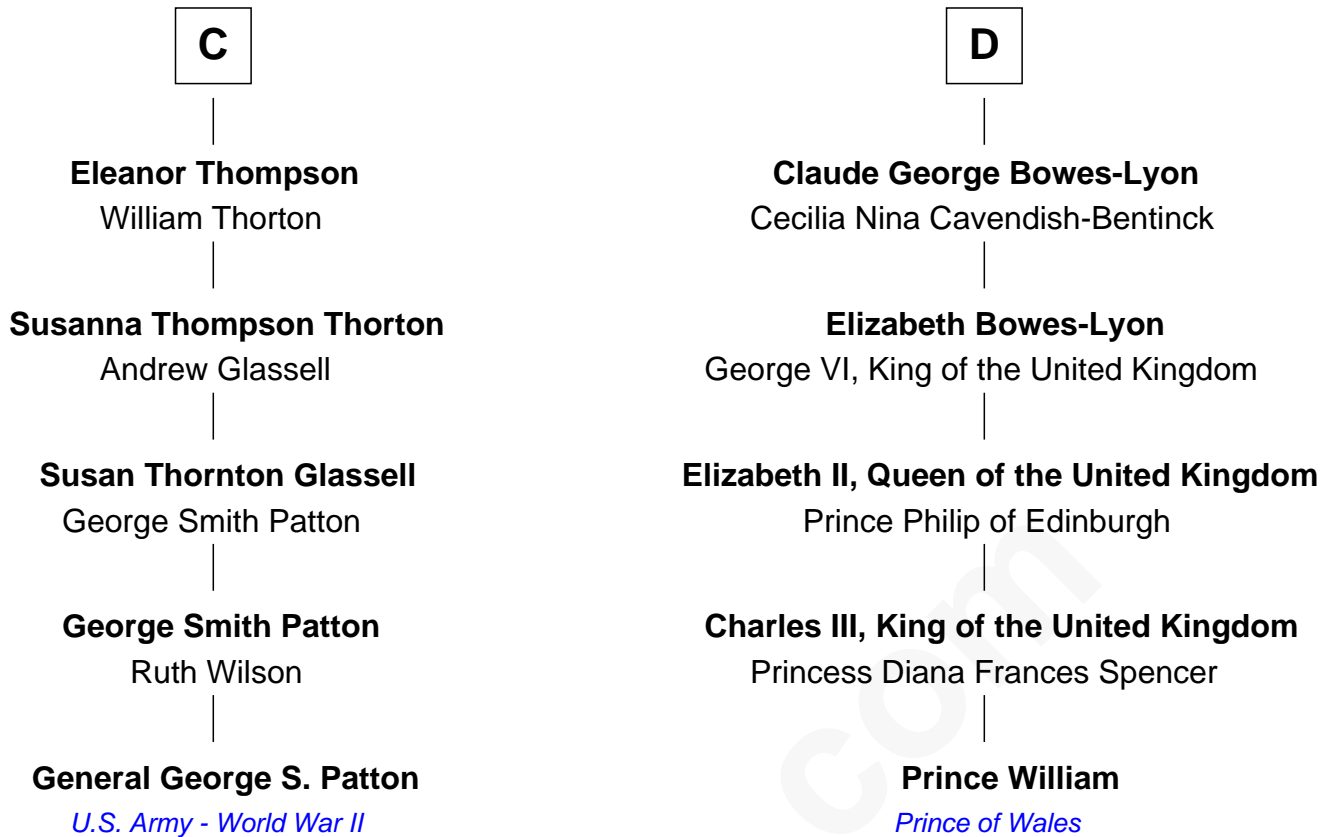 C
Eleanor Thompson
William Thorton
Susanna Thompson Thorton
Andrew Glassell
Susan Thornton Glassell
George Smith Patton
George Smith Patton
Ruth Wilson
General George S. Patton
U.S. Army - World War II
D
Claude George Bowes-Lyon
Cecilia Nina Cavendish-Bentinck
Elizabeth Bowes-Lyon
George VI, King of the United Kingdom
Elizabeth II, Queen of the United Kingdom
Prince Philip of Edinburgh
Charles III, King of the United Kingdom
Princess Diana Frances Spencer
Prince William
Prince of Wales
com